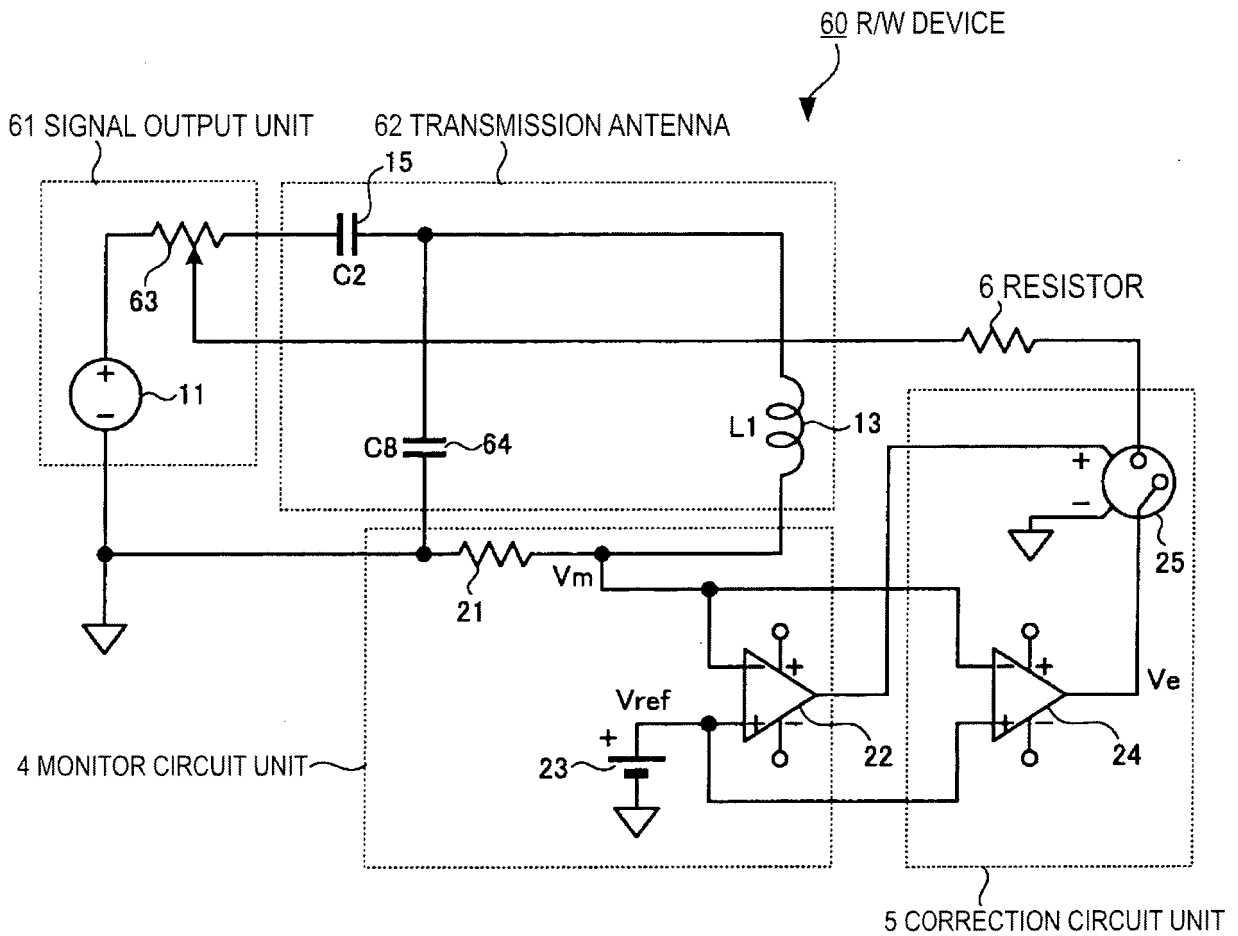 60 R/W DEVICE
61 SIGNAL OUTPUT UNIT
62 TRANSMISSION ANTENNA
15
63
C2
6 RESISTOR
+
−
11
C8
64
L1
13
+
−
25
Vm
21
Vref
+
23
−
+
+
−
22
−
+
+
−
24
Ve
4 MONITOR CIRCUIT UNIT
5 CORRECTION CIRCUIT UNIT